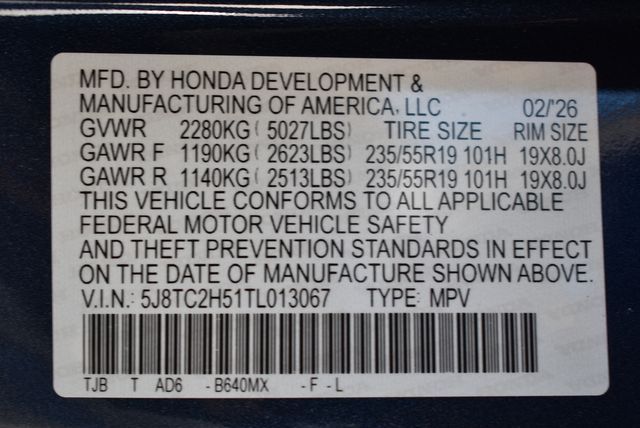 MFD. BY HONDA DEVELOPMENT &
MANUFACTURING OF AMERICA, LLC 02/'26
GVWR 2280KG ( 5027LBS) TIRE SIZE RIM SIZE
GAWR F 1190KG ( 2623LBS) 235/55R19 101H 19X8.0J
GAWR R 1140KG ( 2513LBS) 235/55R19 101H 19X8.0J
THIS VEHICLE CONFORMS TO ALL APPLICABLE
FEDERAL MOTOR VEHICLE SAFETY
AND THEFT PREVENTION STANDARDS IN EFFECT
ON THE DATE OF MANUFACTURE SHOWN ABOVE.
V.I.N.: 5J8TC2H51TL013067 TYPE: MPV
TJB T AD6 - B640MX - F - L